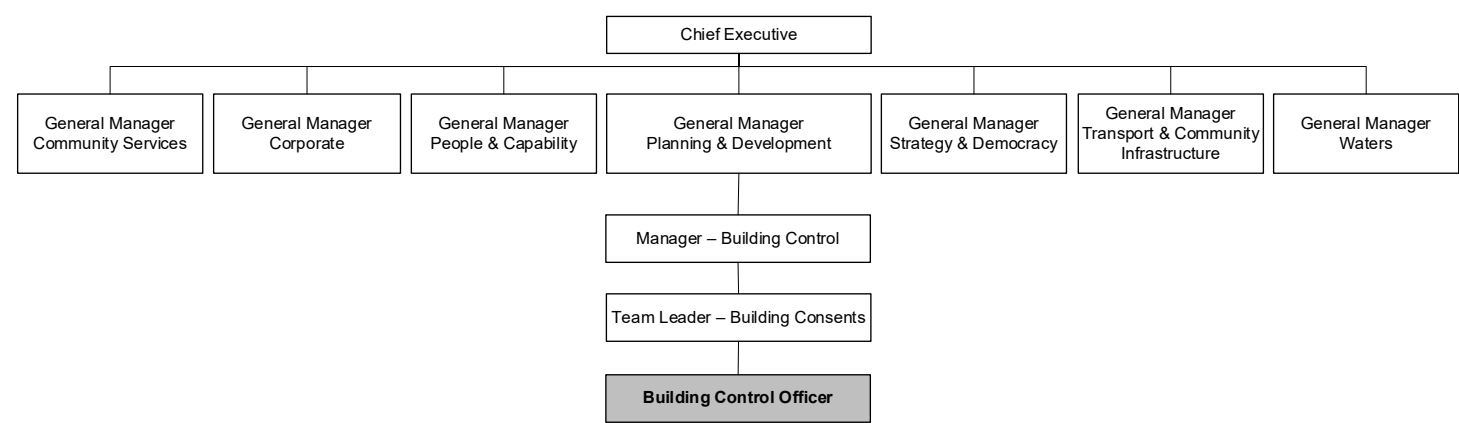 Chief Executive
General Manager
Community Services
General Manager
Corporate
General Manager
People & Capability
General Manager
Planning & Development
General Manager
Strategy & Democracy
General Manager
Transport & Community
Infrastructure
General Manager
Waters
Manager – Building Control
Team Leader – Building Consents
Building Control Officer